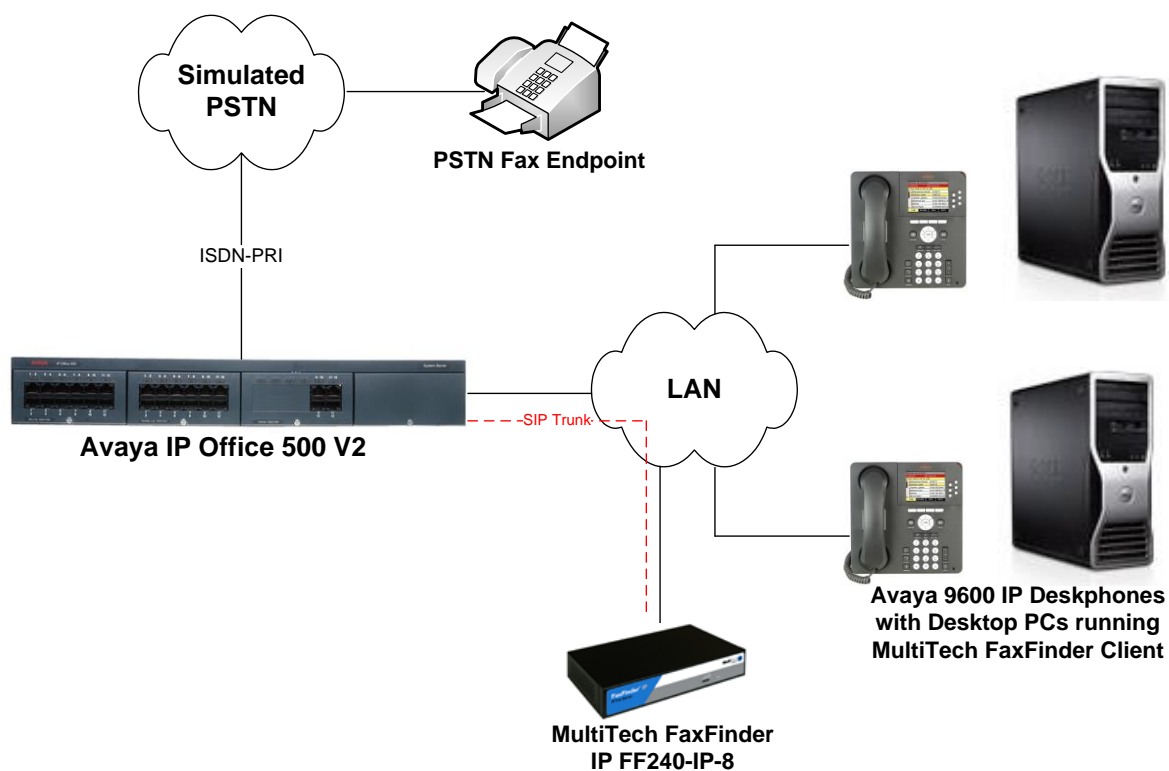 Simulated
PSTN
PSTN Fax Endpoint
ISDN-PRI
Avaya IP Office 500 V2
SIP Trunk
LAN
Avaya 9600 IP Deskphones
with Desktop PCs running
MultiTech FaxFinder Client
MultiTech FaxFinder
IP FF240-IP-8